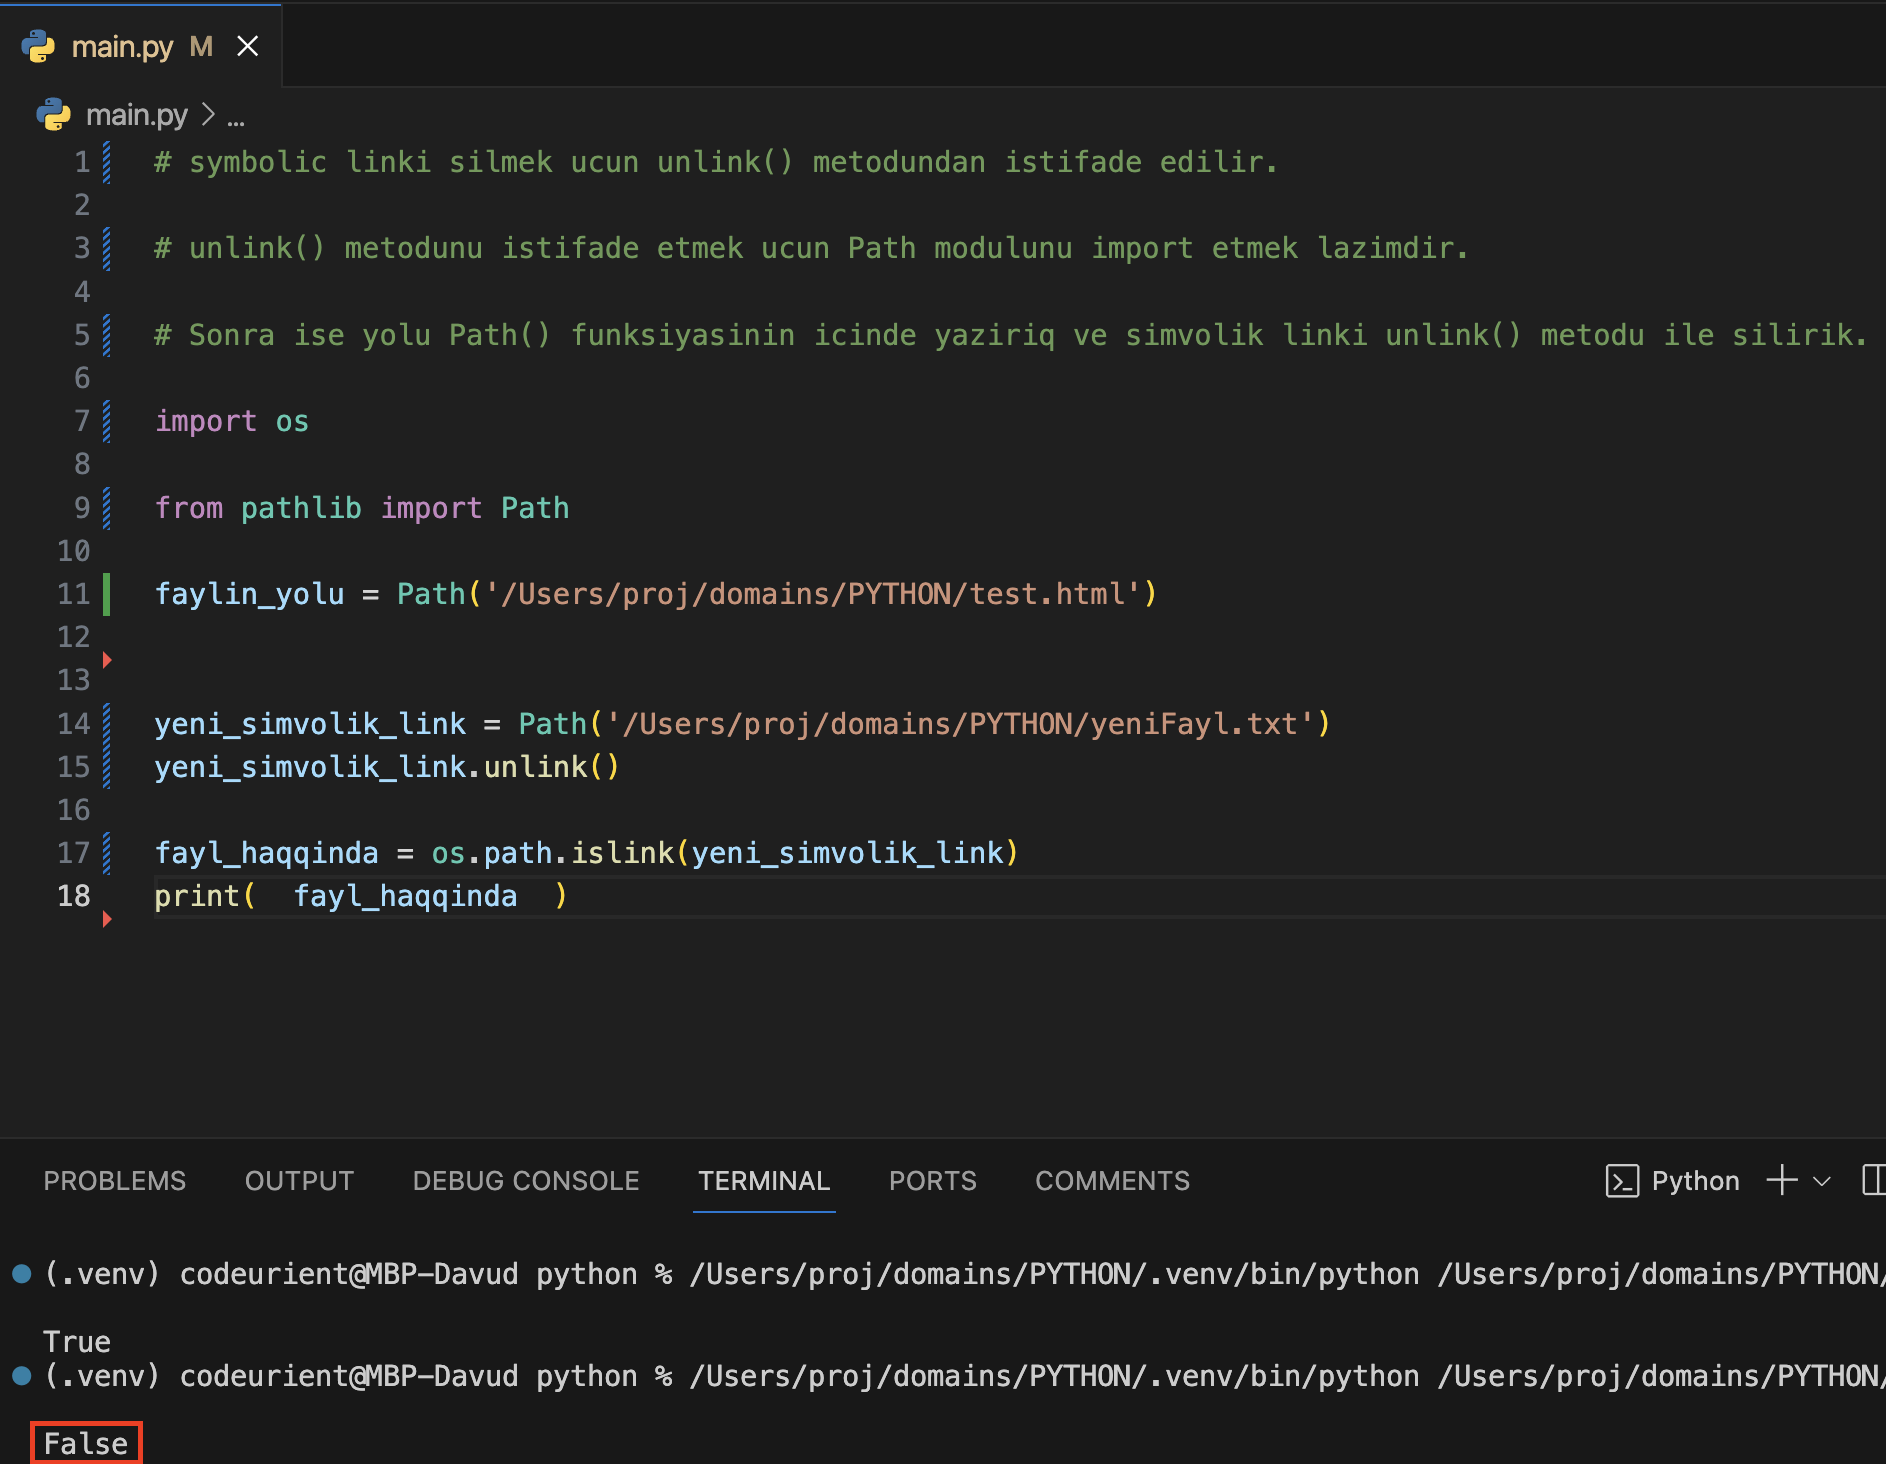 main.py M
main.py > ...
1 # symbolic linki silmek ucun unlink() metodundan istifade edilir.
2
3 # unlink() metodunu istifade etmek ucun Path modulunu import etmek lazimdir.
4
5 # Sonra ise yolu Path() funksiyasinin icinde yaziriq ve simvolik linki unlink() metodu ile silirik.
6
7 import os
8
9 from pathlib import Path
10
11 faylin_yolu = Path('/Users/proj/domains/PYTHON/test.html')
12
13
14 yeni_simvolik_link = Path('/Users/proj/domains/PYTHON/yeniFayl.txt')
15 yeni_simvolik_link.unlink()
16
17 fayl_haqqinda = os.path.islink(yeni_simvolik_link)
18 print(  fayl_haqqinda  )
PROBLEMS OUTPUT DEBUG CONSOLE TERMINAL PORTS COMMENTS Python
(.venv) codeurient@MBP-Davud python % /Users/proj/domains/PYTHON/.venv/bin/python /Users/proj/domains/PYTHON/
True
(.venv) codeurient@MBP-Davud python % /Users/proj/domains/PYTHON/.venv/bin/python /Users/proj/domains/PYTHON/
False